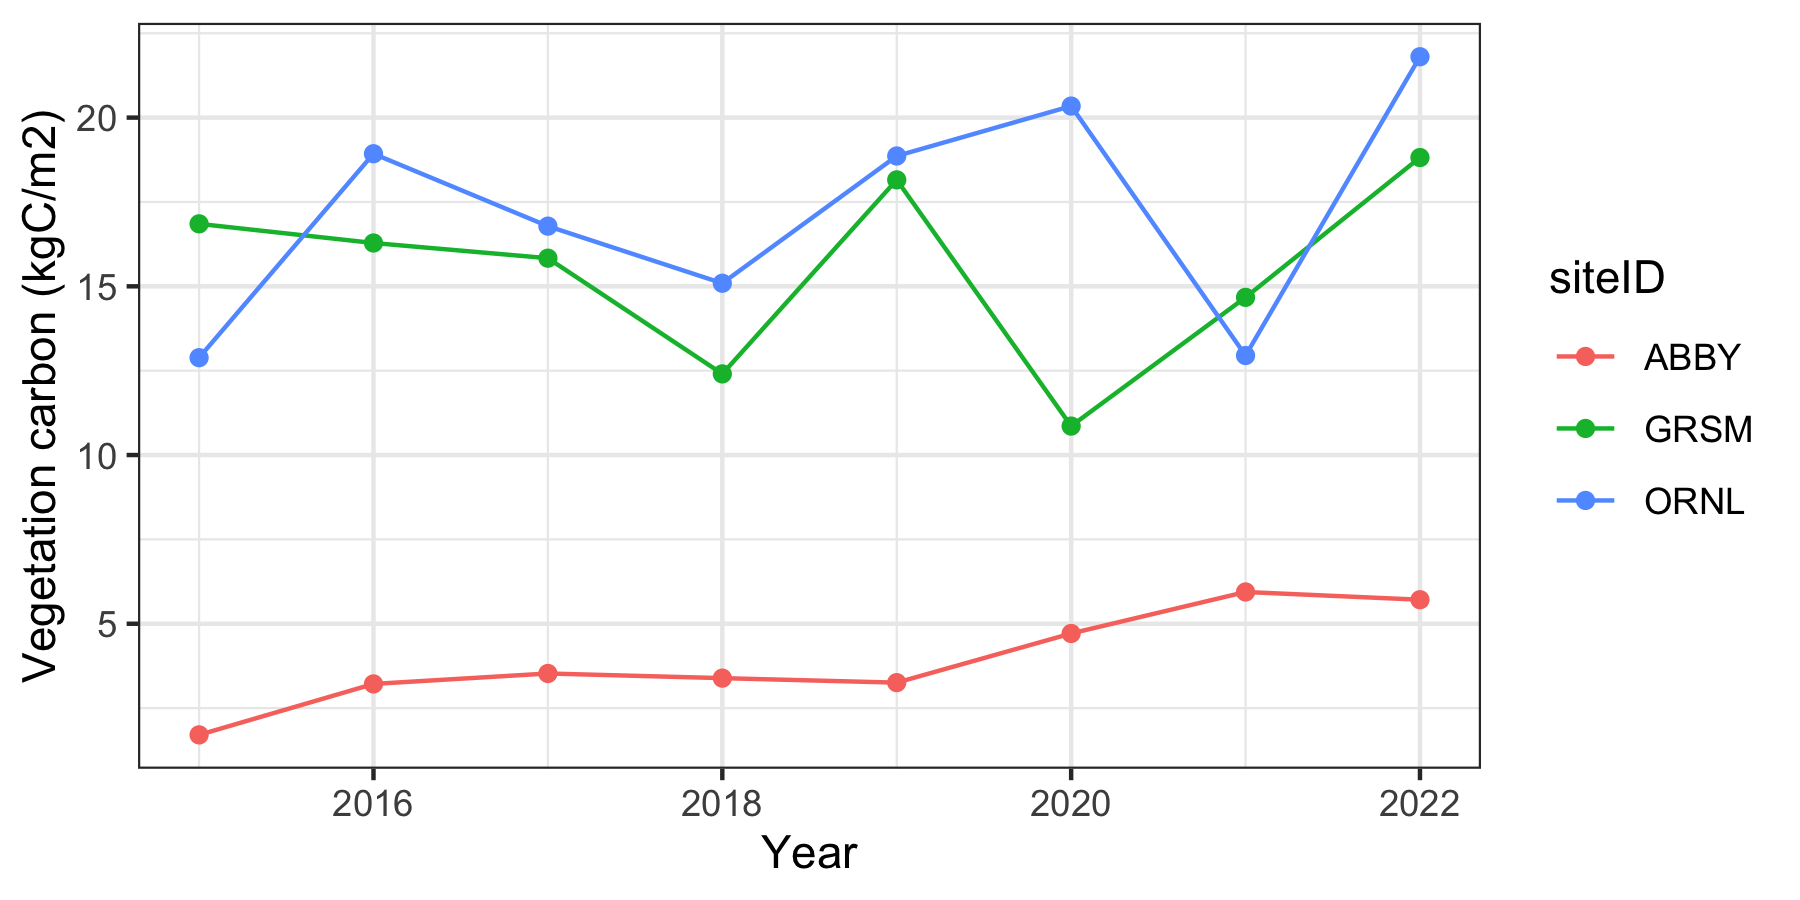 Vegetation carbon (kgC/m2)
20
15
10
5
2016
2018
2020
2022
Year
siteID
ABBY
GRSM
ORNL